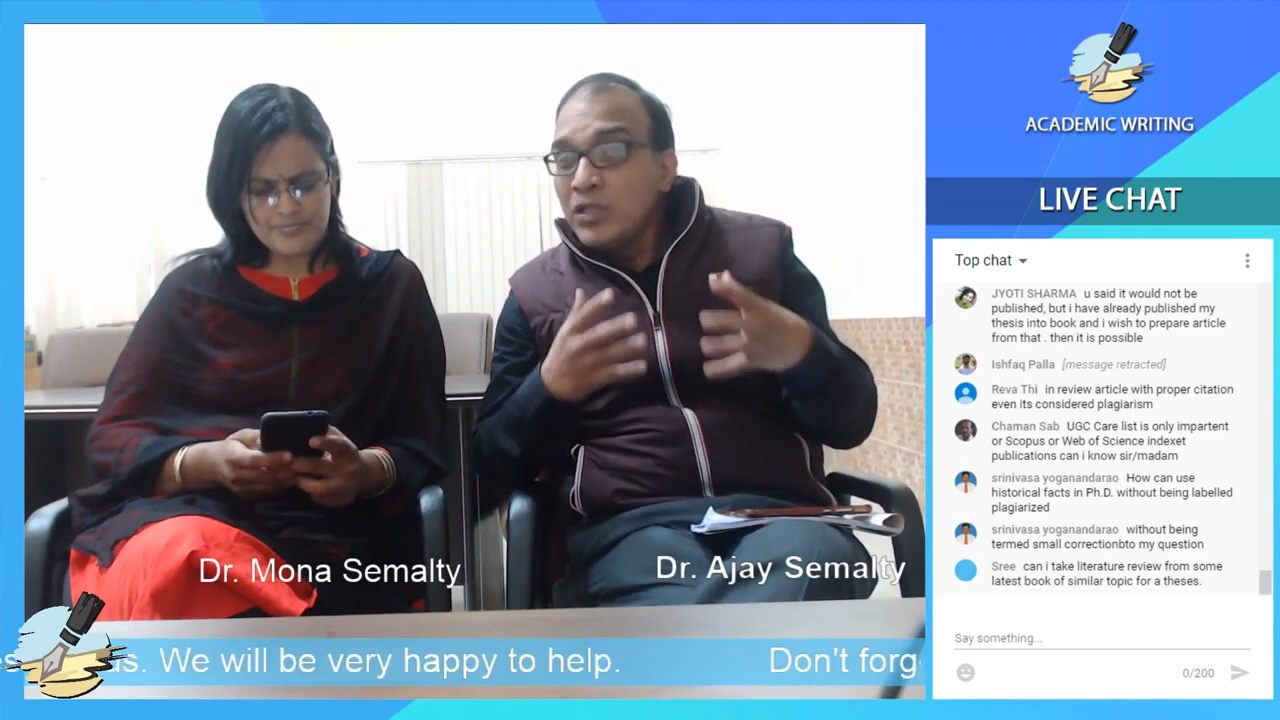 Dr. Mona Semalty
Dr. Ajay Semalty
us. We will be very happy to help.
Don't forg
ACADEMIC WRITING
LIVE CHAT
Top chat
JYOTI SHARMA u said it would not be
published, but i have already published my
thesis into book and i wish to prepare article
from that . then it is possible
Ishfaq Palla [message retracted]
Reva Thi in review article with proper citation
even its considered plagiarism
Chaman Sab UGC Care list is only impartent
or Scopus or Web of Science indexet
publications can i know sir/madam
srinivasa yoganandarao How can use
historical facts in Ph.D. without being labelled
plagiarized
srinivasa yoganandarao without being
termed small correctionbto my question
Sree can i take literature review from some
latest book of similar topic for a theses.
Say something...
0/200